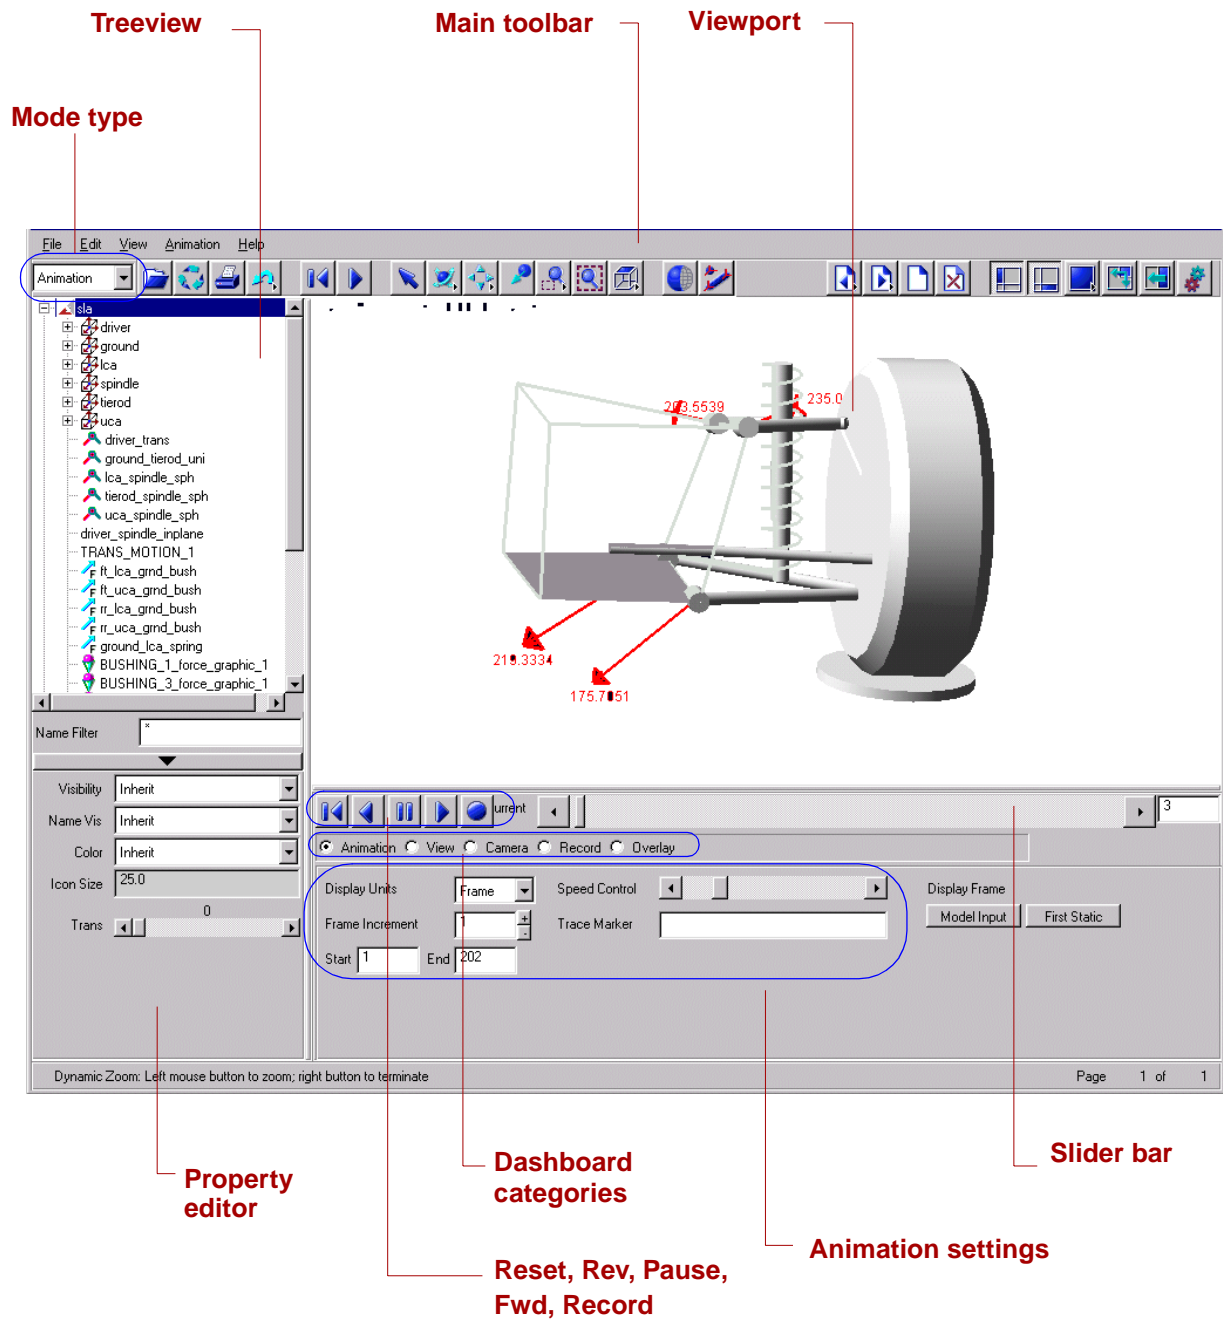 Treeview
Main toolbar
Viewport
Mode type
File Edit View Animation Help
Animation
sla
driver
ground
lca
spindle
tierod
uca
driver_trans
ground_tierod_uni
lca_spindle_sph
tierod_spindle_sph
uca_spindle_sph
driver_spindle_inplane
TRANS_MOTION_1
ft_lca_grnd_bush
ft_uca_grnd_bush
rr_lca_grnd_bush
rr_uca_grnd_bush
ground_lca_spring
BUSHING_1_force_graphic_1
BUSHING_3_force_graphic_1
203.5539
235.0
215.3334
175.7051
Name Filter *
Visibility Inherit
Name Vis Inherit
Color Inherit
Icon Size 25.0
Trans 0
urrent 3
Animation View Camera Record Overlay
Display Units Frame Speed Control Display Frame
Frame Increment 1 + - Trace Marker Model Input First Static
Start 1 End 202
Dynamic Zoom: Left mouse button to zoom; right button to terminate Page 1 of 1
Property
editor
Dashboard
categories
Slider bar
Animation settings
Reset, Rev, Pause,
Fwd, Record